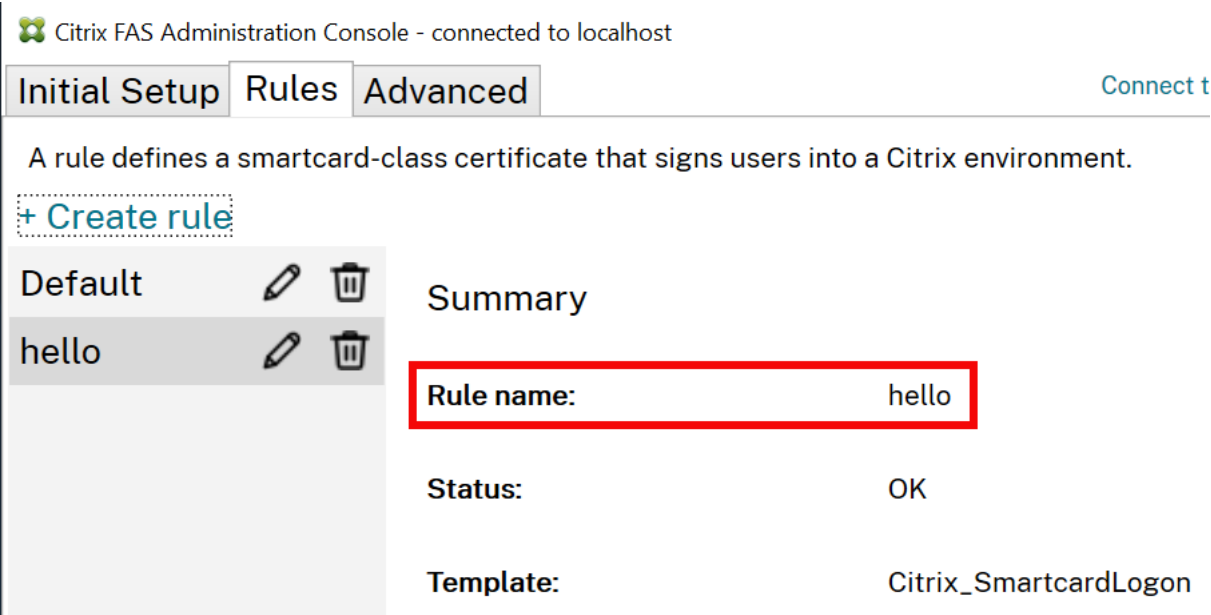 Citrix FAS Administration Console - connected to localhost
Initial Setup Rules Advanced Connect t
A rule defines a smartcard-class certificate that signs users into a Citrix environment.
+ Create rule
Default
hello
Summary
Rule name: hello
Status: OK
Template: Citrix_SmartcardLogon